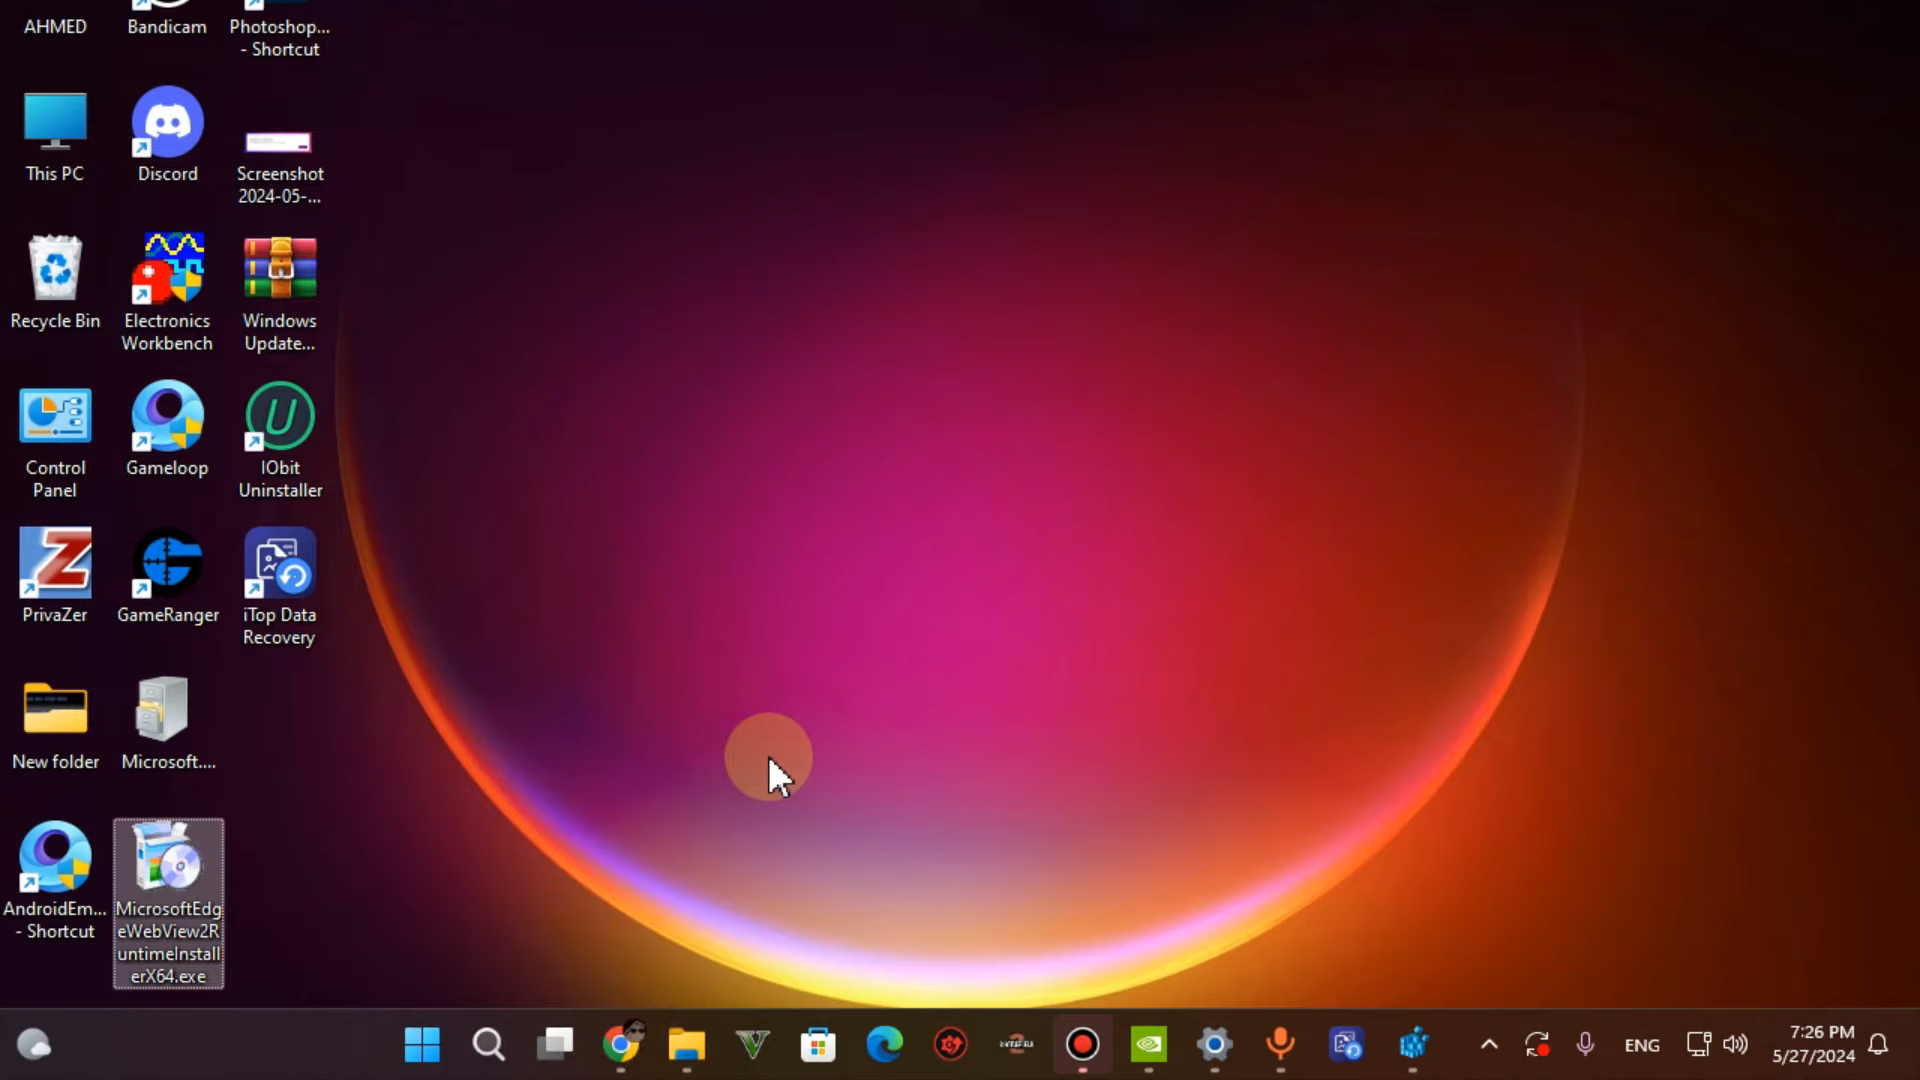 AHMED
Bandicam
Photoshop...
- Shortcut
This PC
Discord
Screenshot
2024-05-...
Recycle Bin
Electronics
Workbench
Windows
Update...
Control
Panel
Gameloop
IObit
Uninstaller
PrivaZer
GameRanger
iTop Data
Recovery
New folder
Microsoft....
AndroidEm...
- Shortcut
MicrosoftEdg
eWebView2R
untimeInstall
erX64.exe
ENG
7:26 PM
5/27/2024